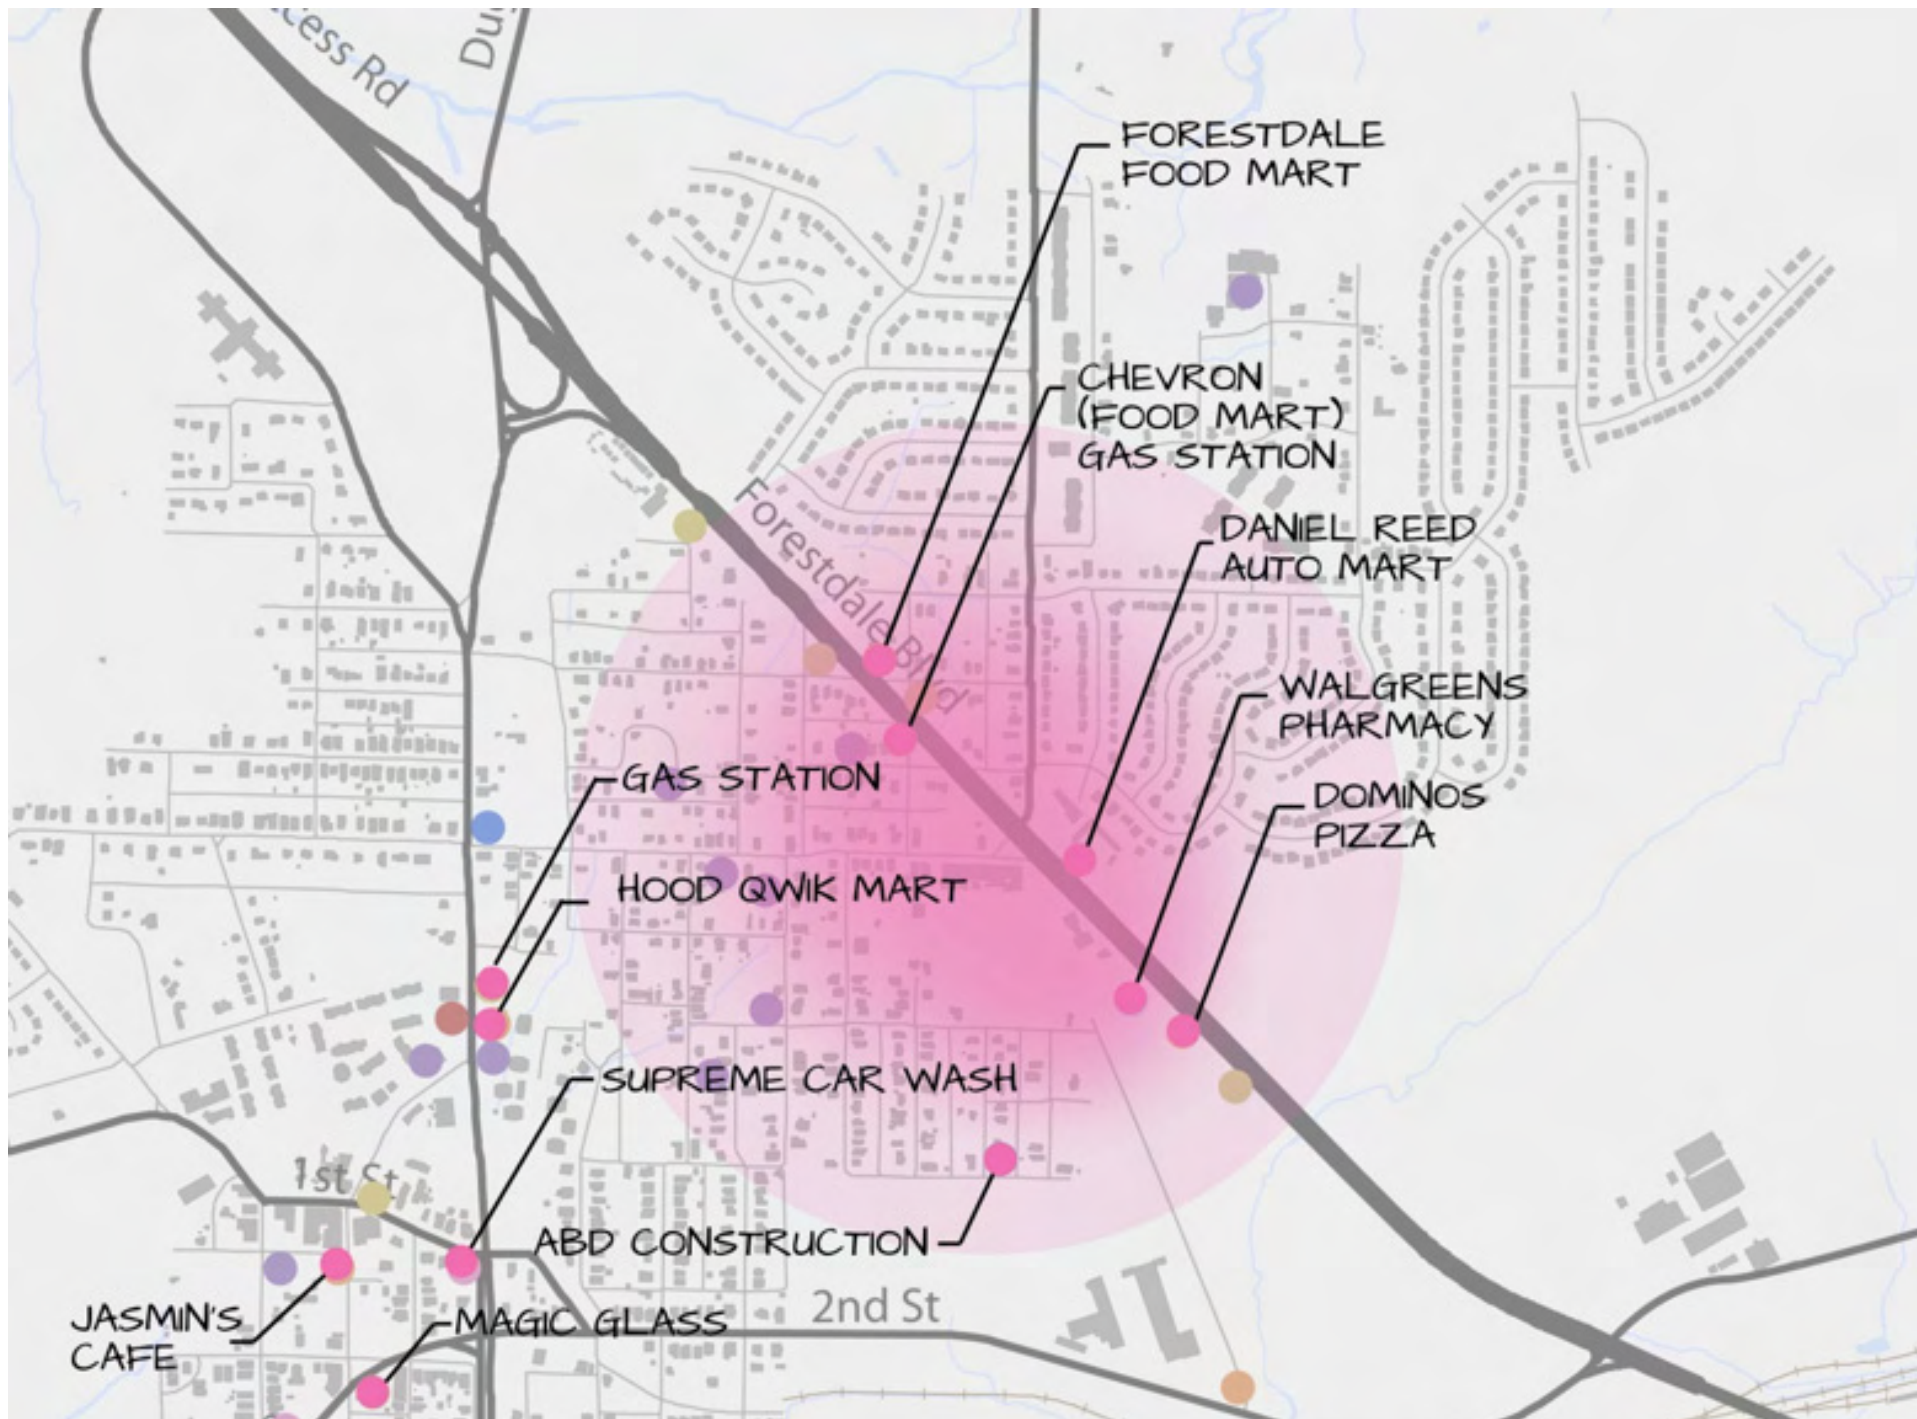 cess Rd
FORESTDALE
FOOD MART
CHEVRON
(FOOD MART)
GAS STATION
Forestdale Blvd
DANIEL REED
AUTO MART
WALGREENS
PHARMACY
GAS STATION
DOMINOS
PIZZA
HOOD QWIK MART
SUPREME CAR WASH
1st St
ABD CONSTRUCTION
2nd St
JASMIN'S
CAFE
MAGIC GLASS